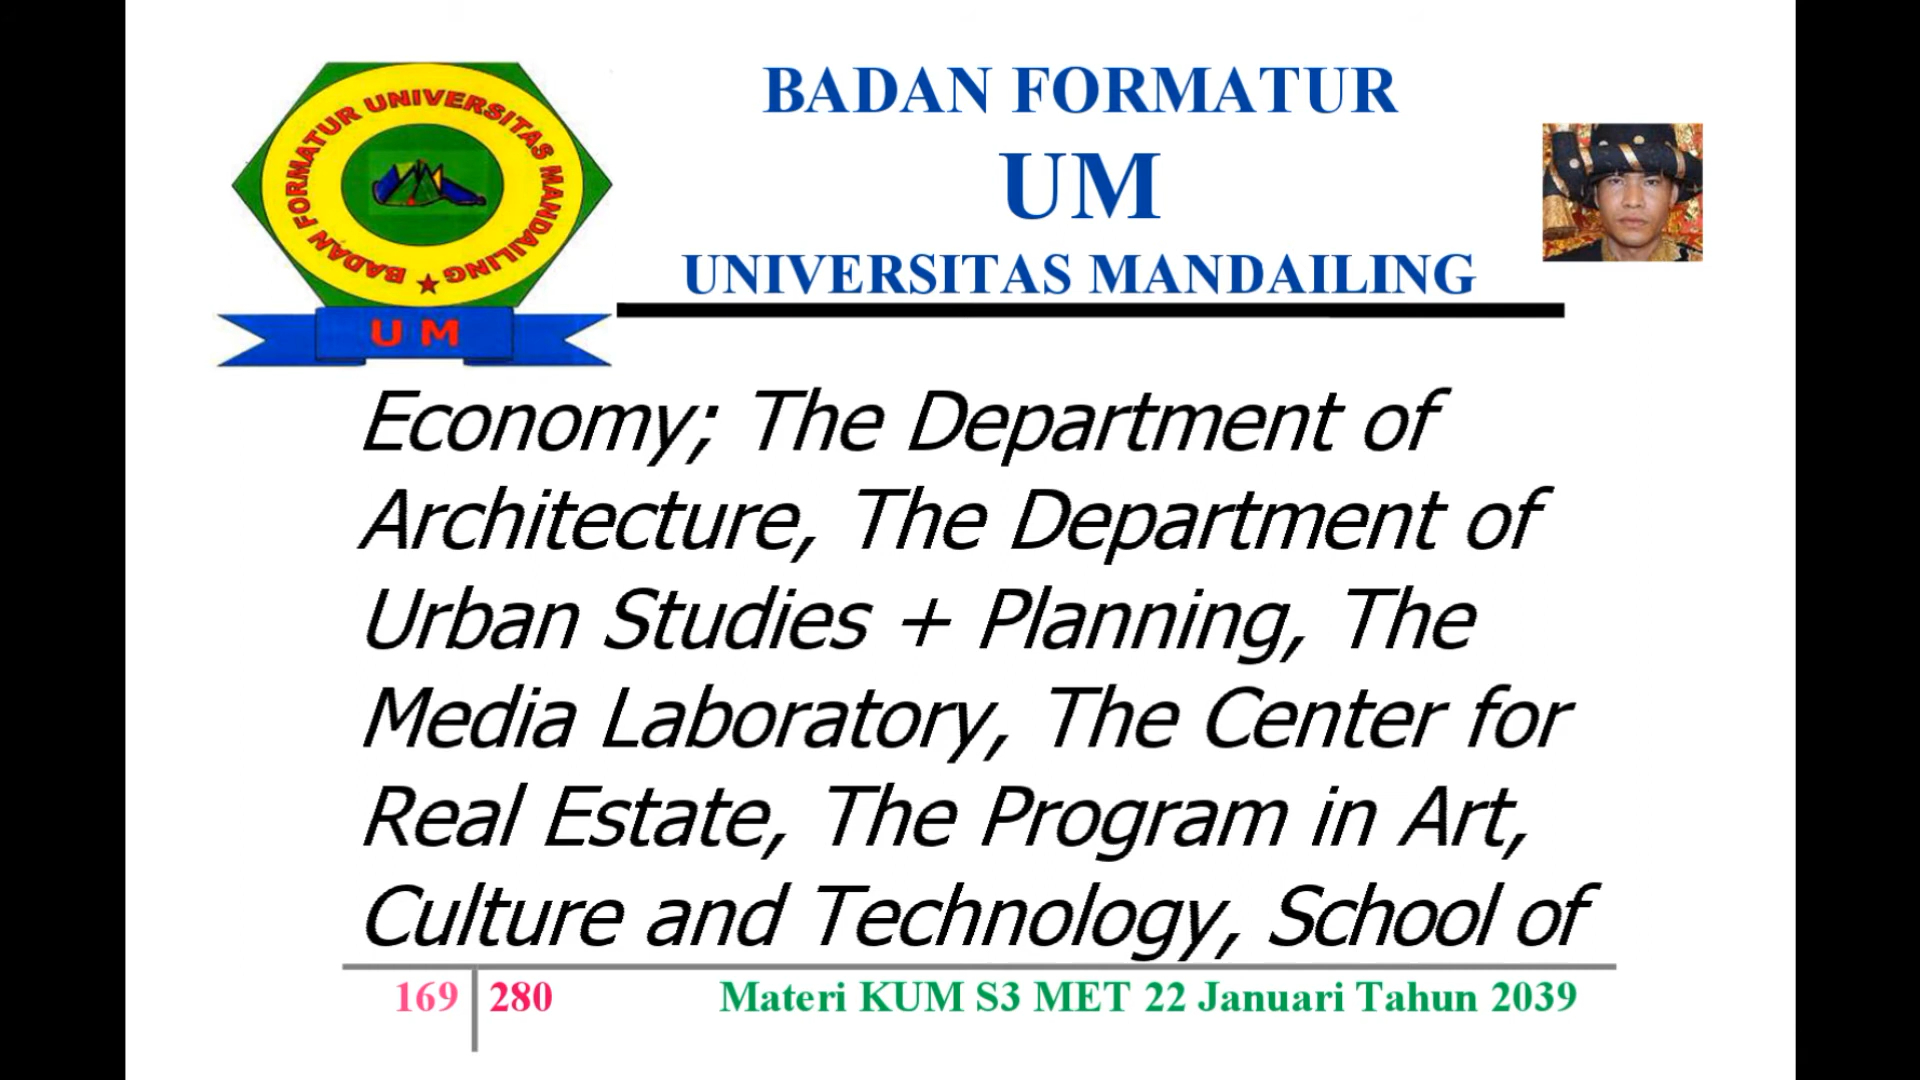 BADAN FORMATUR UNIVERSITAS MANDAILING
U M
BADAN FORMATUR
UM
UNIVERSITAS MANDAILING
Economy; The Department of
Architecture, The Department of
Urban Studies + Planning, The
Media Laboratory, The Center for
Real Estate, The Program in Art,
Culture and Technology, School of
169 280
Materi KUM S3 MET 22 Januari Tahun 2039